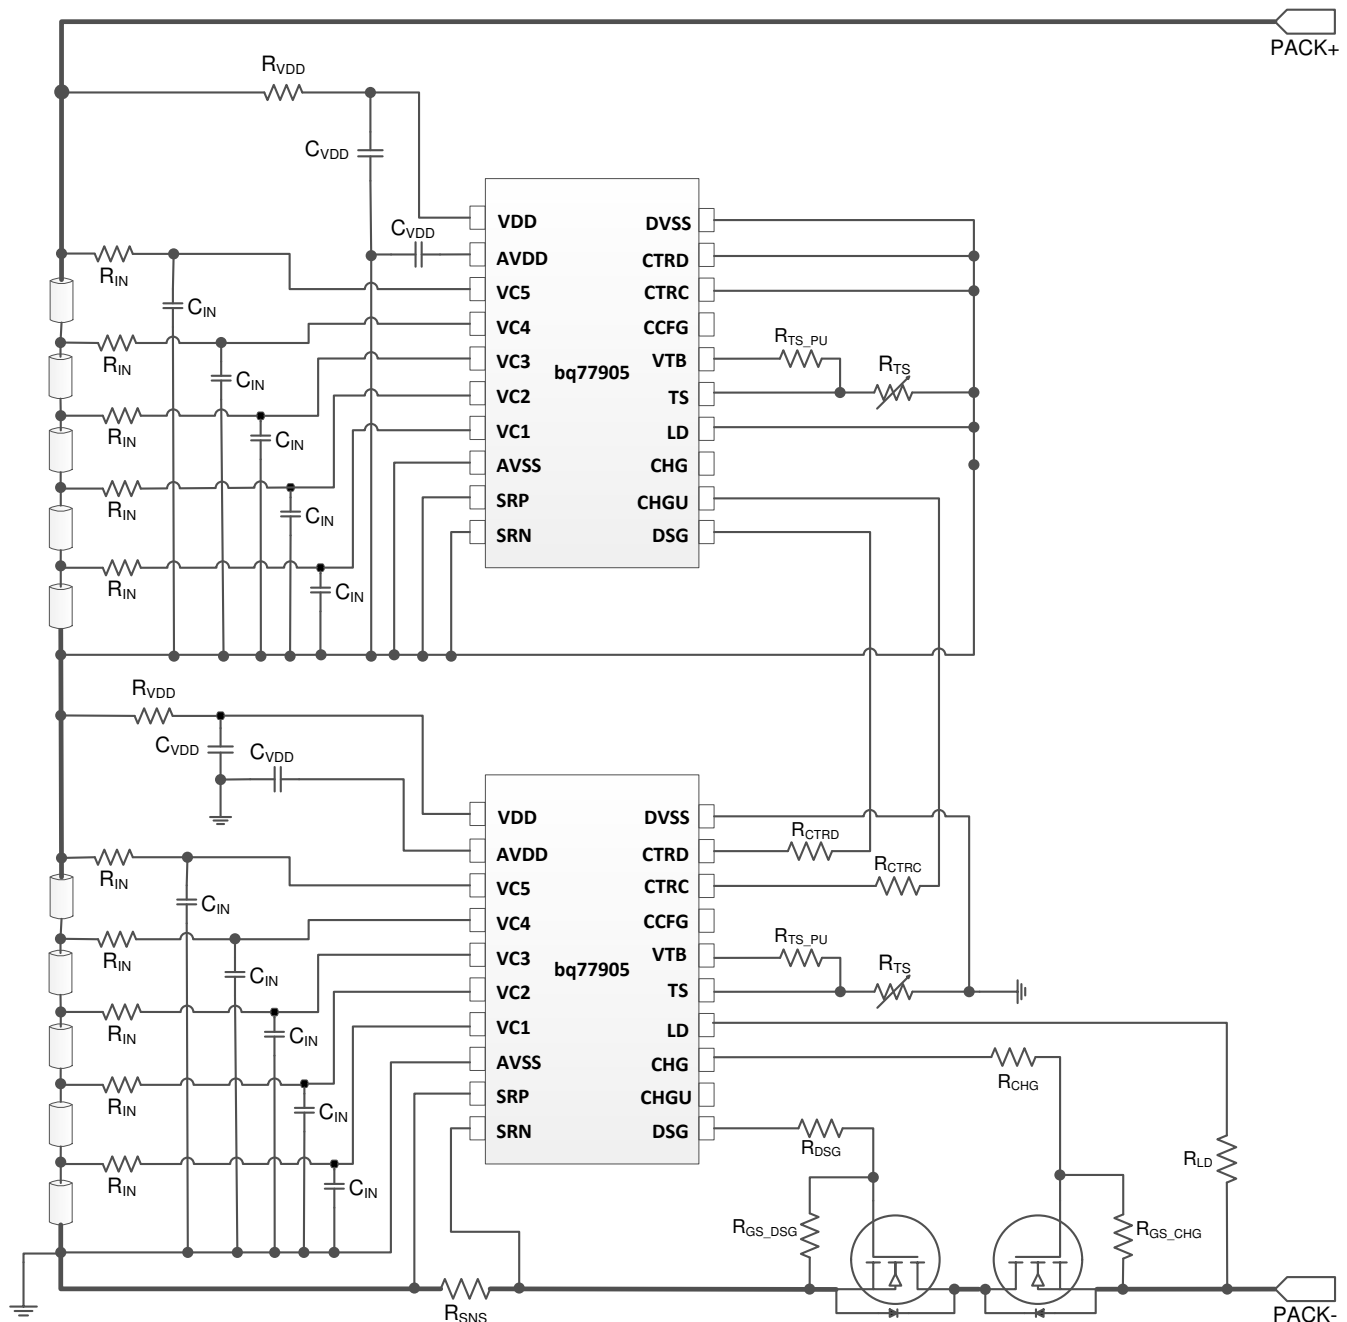 PACK+
RVDD
CVDD
CVDD
VDD
AVDD
VC5
VC4
VC3
VC2
VC1
AVSS
SRP
SRN
bq77905
DVSS
CTRD
CTRC
CCFG
VTB
TS
LD
CHG
CHGU
DSG
RTS_PU
RTS
RIN
CIN
RIN
CIN
RIN
CIN
RIN
CIN
RIN
CIN
RVDD
CVDD
CVDD
VDD
AVDD
VC5
VC4
VC3
VC2
VC1
AVSS
SRP
SRN
bq77905
DVSS
CTRD
CTRC
CCFG
VTB
TS
LD
CHG
CHGU
DSG
RCTRD
RCTRC
RTS_PU
RTS
RIN
CIN
RIN
CIN
RIN
CIN
RIN
CIN
RIN
CIN
RCHG
RDSG
RLD
RGS_DSG
RGS_CHG
RSNS
PACK-